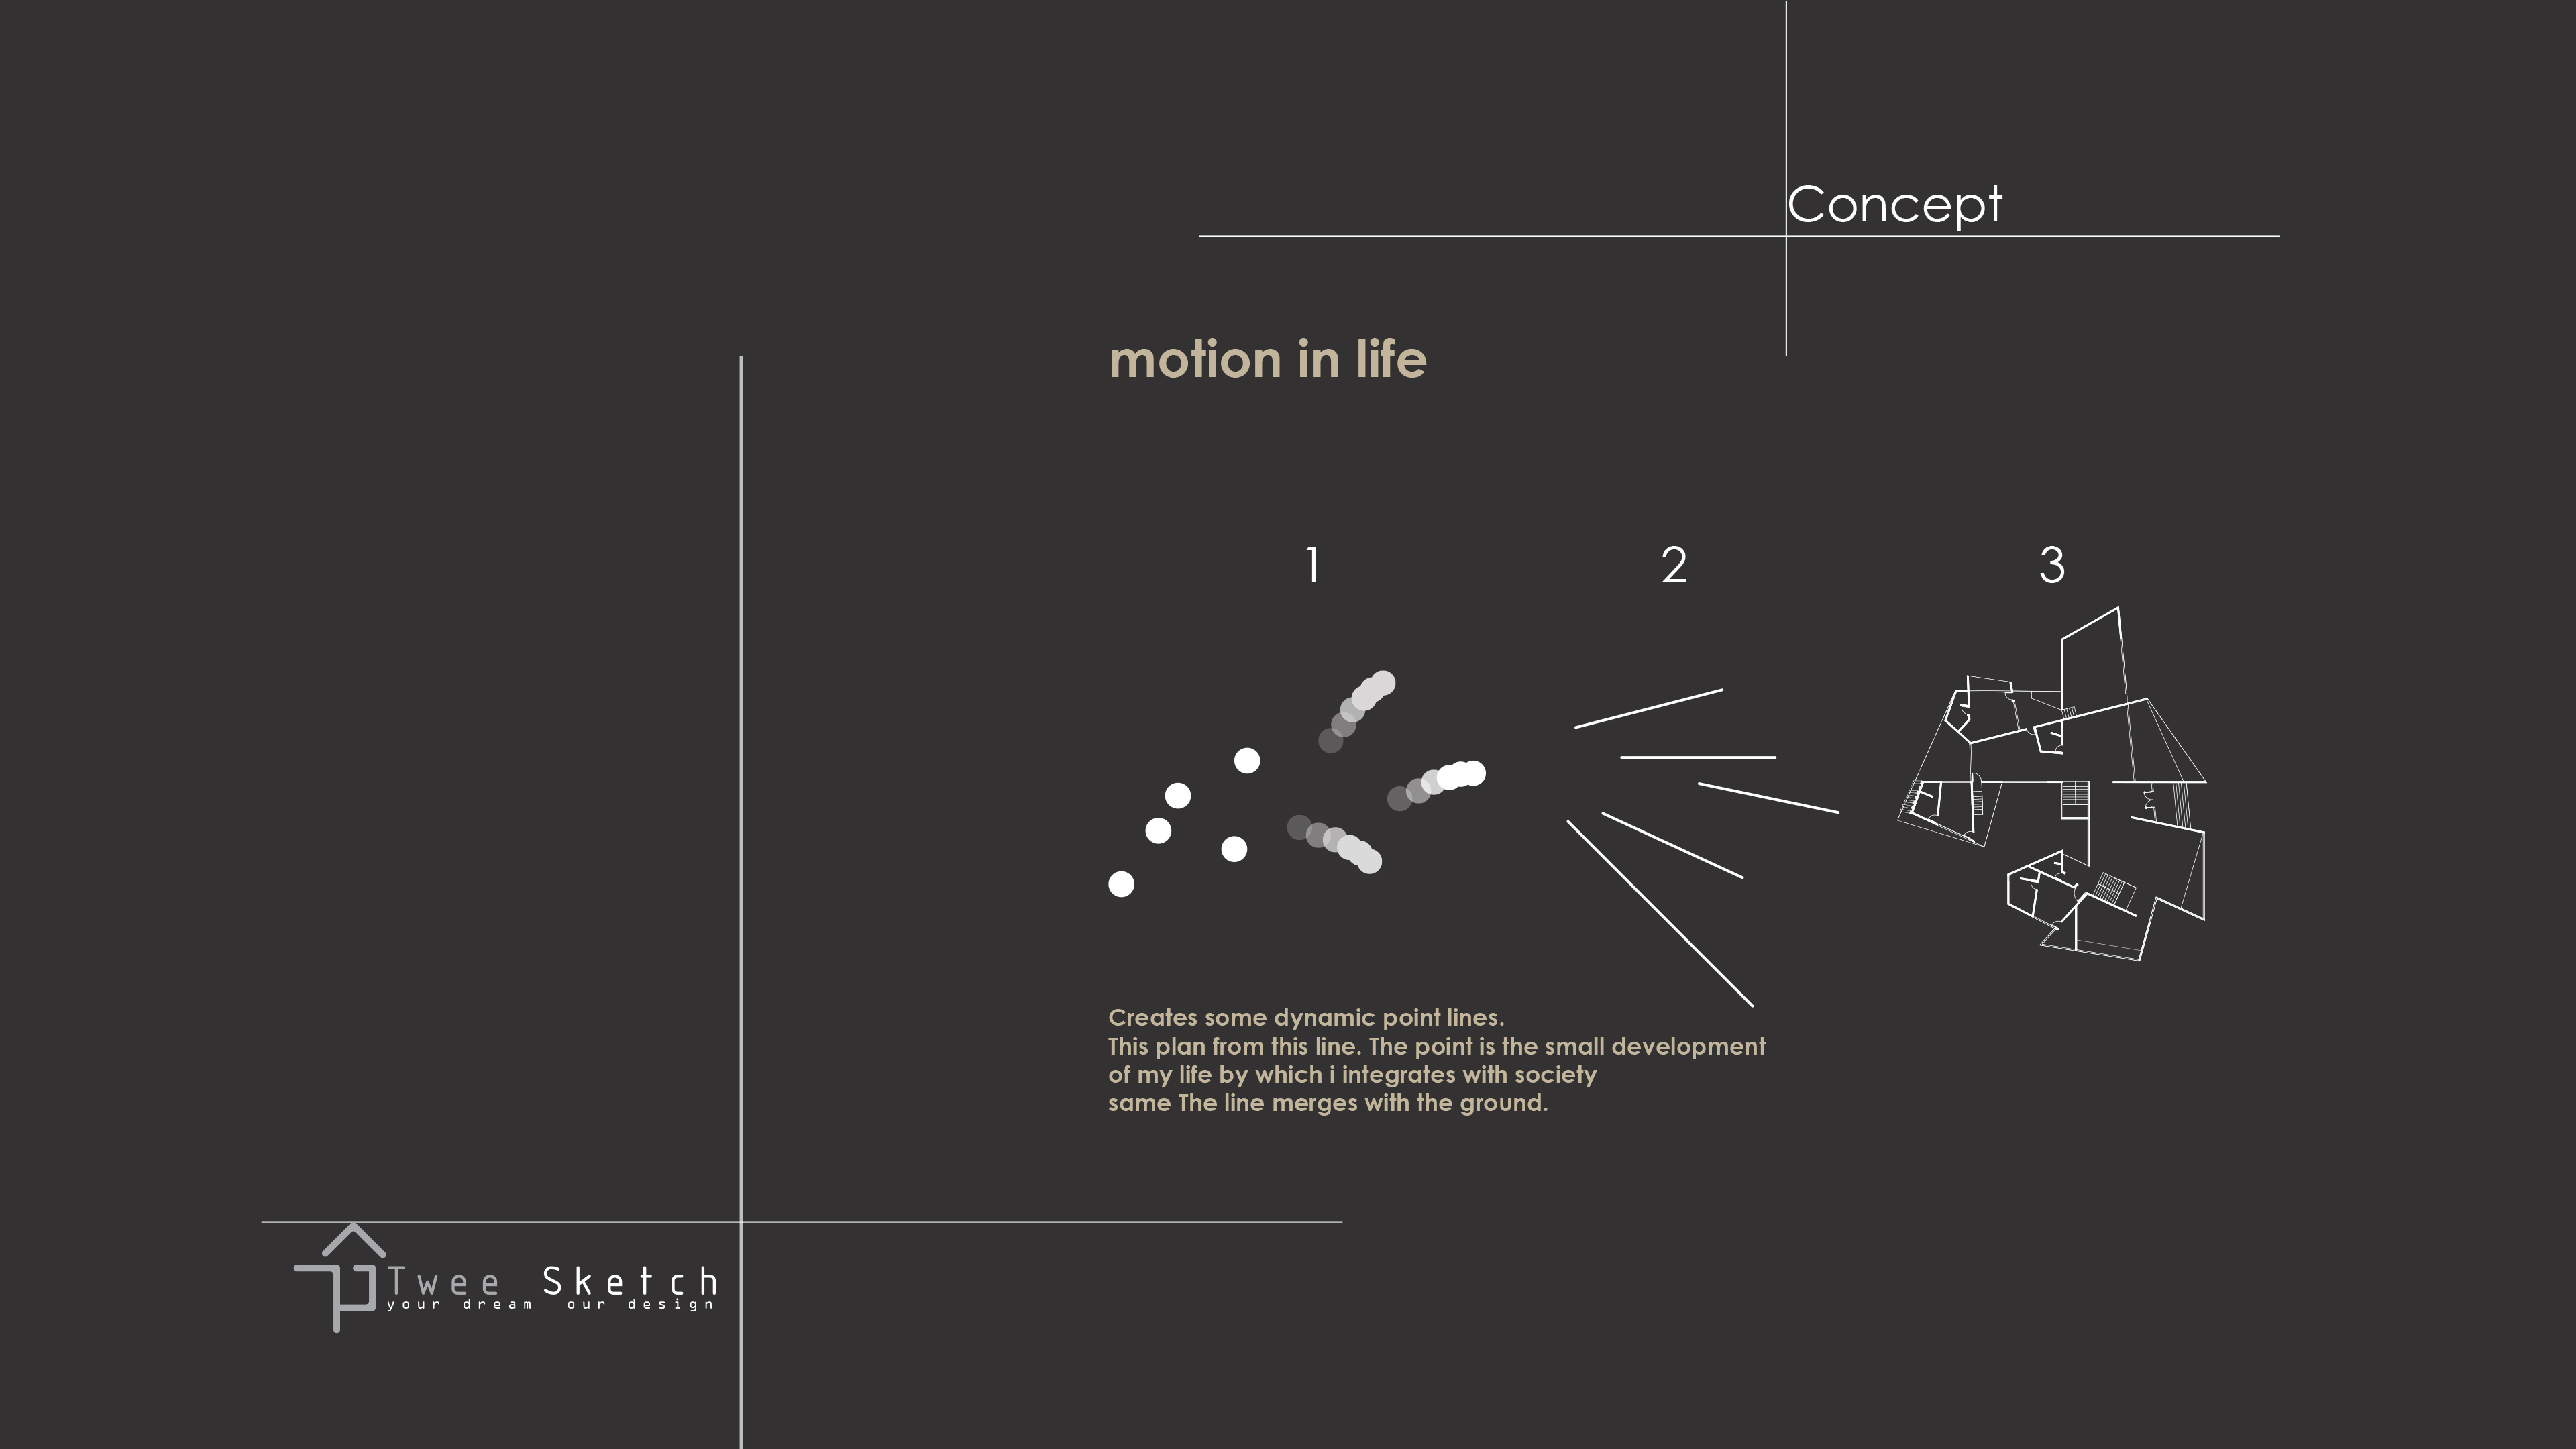 Concept
motion in life
1
2
3
Creates some dynamic point lines.
This plan from this line. The point is the small development
of my life by which i integrates with society
same The line merges with the ground.
Twee Sketch
your dream our design